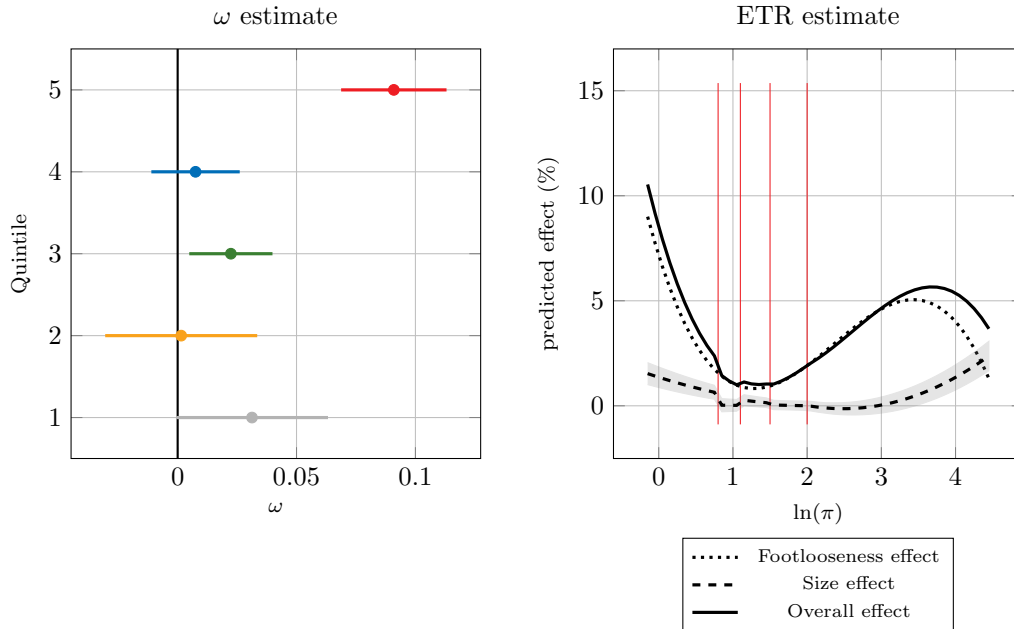 ω estimate
Quintile
5
4
3
2
1
0
0.05
0.1
ω
ETR estimate
predicted effect (%)
15
10
5
0
0
1
2
3
4
ln(π)
Footlooseness effect
Size effect
Overall effect